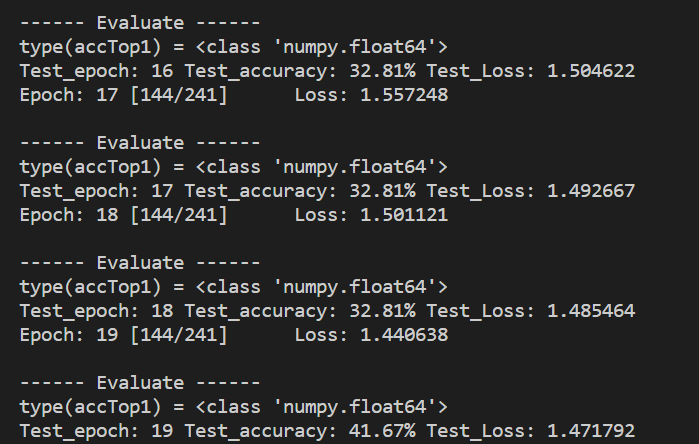 ------ Evaluate ------
type(accTop1) = <class 'numpy.float64'>
Test_epoch: 16 Test_accuracy: 32.81% Test_Loss: 1.504622
Epoch: 17 [144/241]      Loss: 1.557248
------ Evaluate ------
type(accTop1) = <class 'numpy.float64'>
Test_epoch: 17 Test_accuracy: 32.81% Test_Loss: 1.492667
Epoch: 18 [144/241]      Loss: 1.501121
------ Evaluate ------
type(accTop1) = <class 'numpy.float64'>
Test_epoch: 18 Test_accuracy: 32.81% Test_Loss: 1.485464
Epoch: 19 [144/241]      Loss: 1.440638
------ Evaluate ------
type(accTop1) = <class 'numpy.float64'>
Test_epoch: 19 Test_accuracy: 41.67% Test_Loss: 1.471792